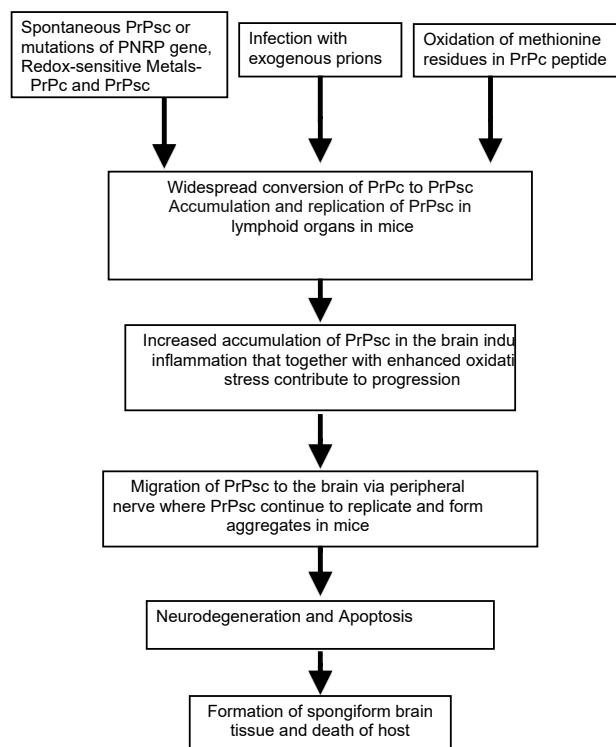 Spontaneous PrPsc or
mutations of PNRP gene,
Redox-sensitive Metals-
PrPc and PrPsc
Infection with
exogenous prions
Oxidation of methionine
residues in PrPc peptide
Widespread conversion of PrPc to PrPsc
Accumulation and replication of PrPsc in
lymphoid organs in mice
Increased accumulation of PrPsc in the brain indu
inflammation that together with enhanced oxidati
stress contribute to progression
Migration of PrPsc to the brain via peripheral
nerve where PrPsc continue to replicate and form
aggregates in mice
Neurodegeneration and Apoptosis
Formation of spongiform brain
tissue and death of host